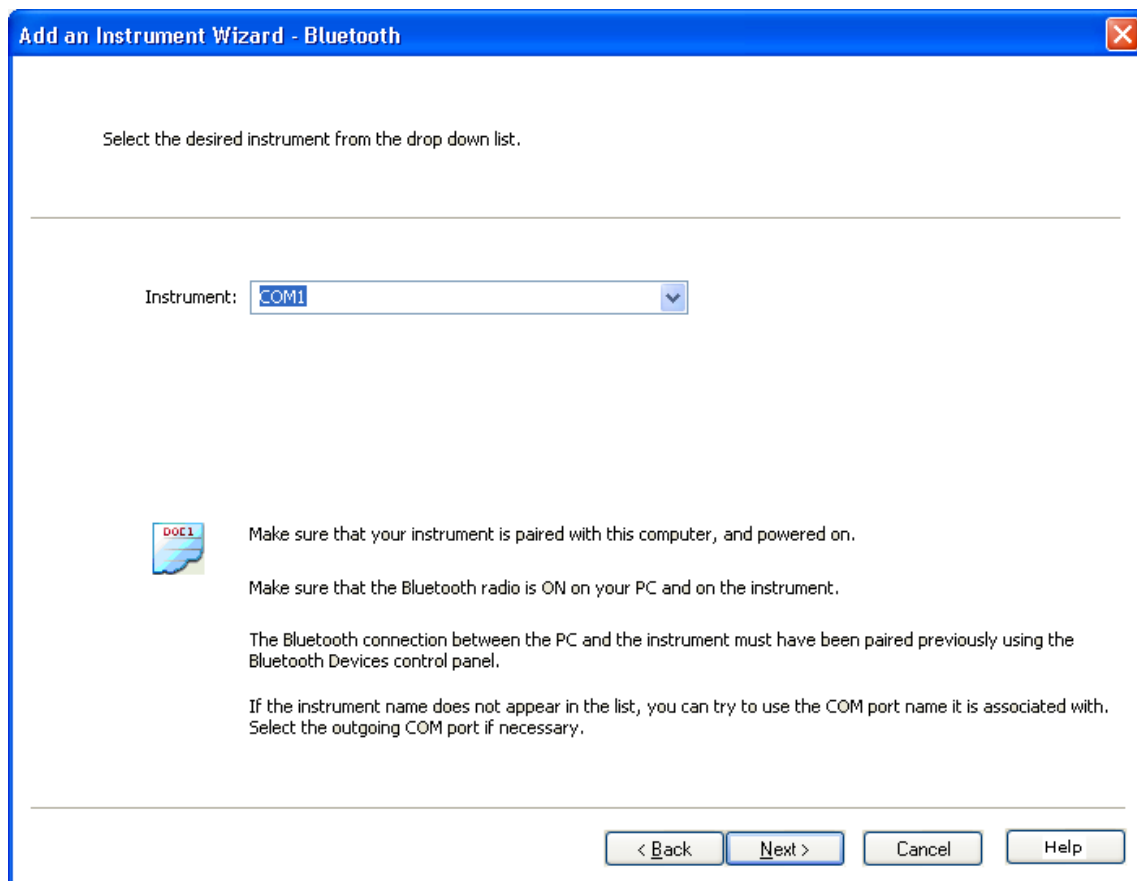 Add an Instrument Wizard - Bluetooth
Select the desired instrument from the drop down list.
Instrument: COM1
DOC1
Make sure that your instrument is paired with this computer, and powered on.
Make sure that the Bluetooth radio is ON on your PC and on the instrument.
The Bluetooth connection between the PC and the instrument must have been paired previously using the
Bluetooth Devices control panel.
If the instrument name does not appear in the list, you can try to use the COM port name it is associated with.
Select the outgoing COM port if necessary.
< Back Next > Cancel Help